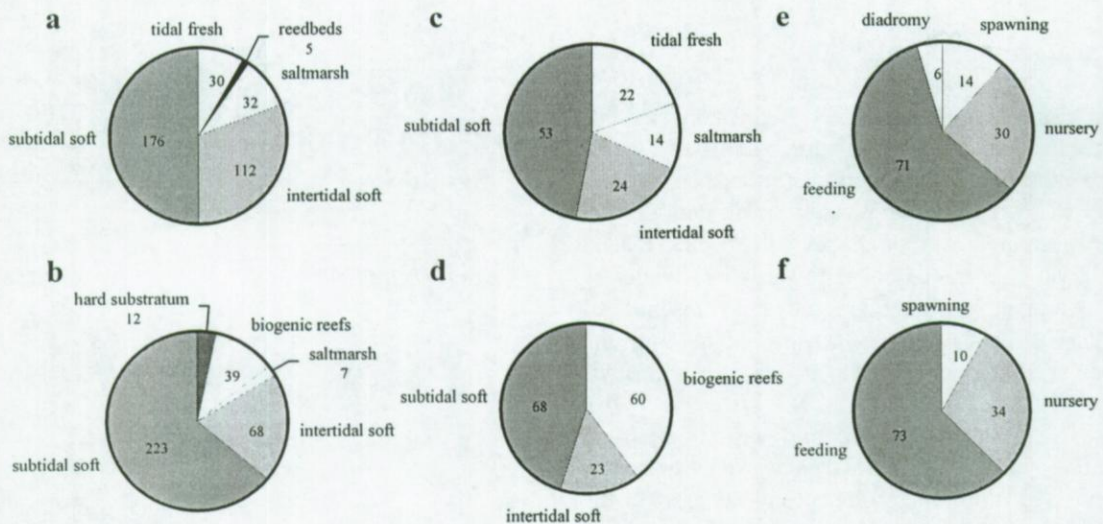 a
tidal fresh
30
reedbeds
5
saltmarsh
32
subtidal soft
176
112
intertidal soft
c
tidal fresh
22
subtidal soft
53
14
saltmarsh
24
intertidal soft
e
diadromy
spawning
6
14
30
nursery
71
feeding
b
hard substratum
12
biogenic reefs
39
saltmarsh
7
68
intertidal soft
223
subtidal soft
d
subtidal soft
68
60
biogenic reefs
23
intertidal soft
f
spawning
10
34
nursery
73
feeding